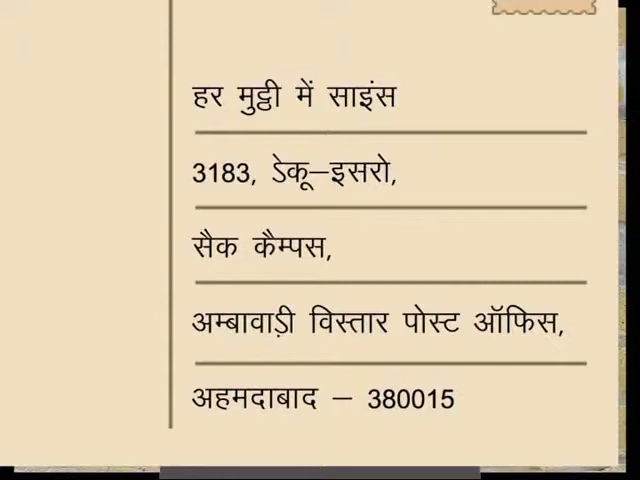 हर मुट्ठी में साइंस
3183, ऽेकू–इसरो,
सैक कैम्पस,
अम्बावाड़ी विस्तार पोस्ट ऑफिस,
अहमदाबाद – 380015